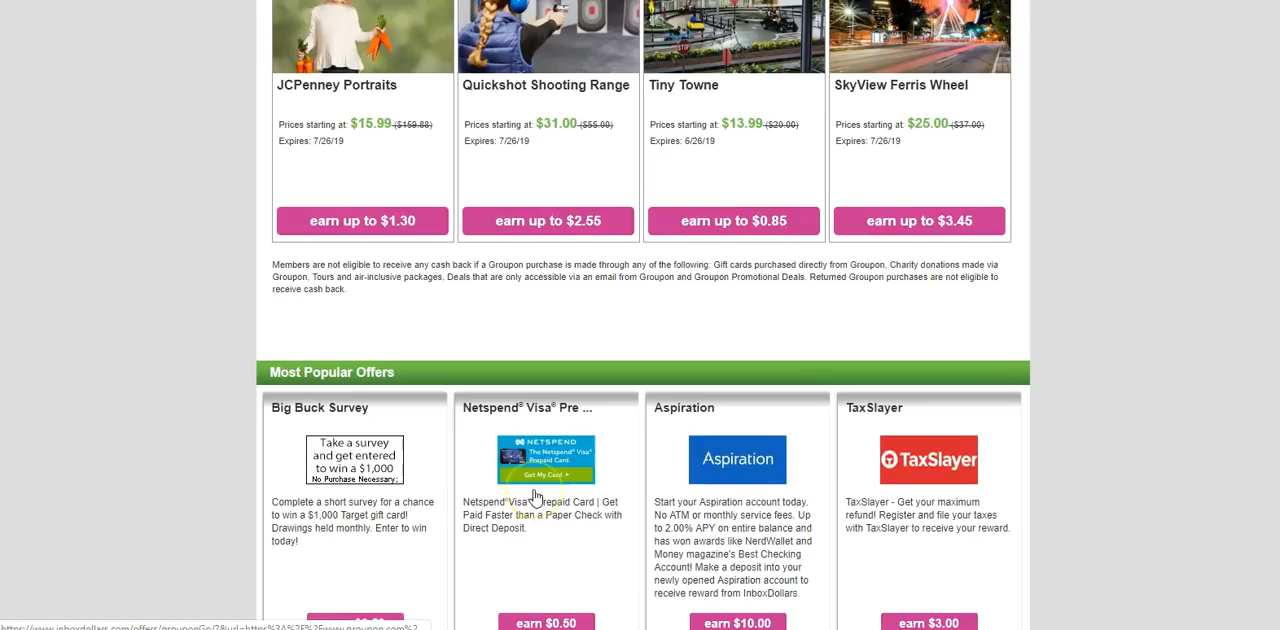 STOP
JCPenney Portraits
Quickshot Shooting Range
Tiny Towne
SkyView Ferris Wheel
Prices starting at: $15.99 ($159.88)
Prices starting at: $31.00 ($55.00)
Prices starting at: $13.99 ($20.00)
Prices starting at: $25.00 ($37.00)
Expires: 7/26/19
Expires: 7/26/19
Expires: 6/26/19
Expires: 7/26/19
earn up to $1.30
earn up to $2.55
earn up to $0.85
earn up to $3.45
Members are not eligible to receive any cash back if a Groupon purchase is made through any of the following: Gift cards purchased directly from Groupon, Charity donations made via
Groupon, Tours and air-inclusive packages, Deals that are only accessible via an email from Groupon and Groupon Promotional Deals. Returned Groupon purchases are not eligible to
receive cash back.
Most Popular Offers
Big Buck Survey
Take a survey
and get entered
to win a $1,000
No Purchase Necessary;
Complete a short survey for a chance
to win a $1,000 Target gift card!
Drawings held monthly. Enter to win
today!
Netspend® Visa® Pre ...
NETSPEND
The Netspend Visa®
Prepaid Card.
Get My Card
Netspend Visa Prepaid Card | Get
Paid Faster than a Paper Check with
Direct Deposit.
earn $0.50
Aspiration
Aspiration
Start your Aspiration account today.
No ATM or monthly service fees. Up
to 2.00% APY on entire balance and
has won awards like NerdWallet and
Money magazine's Best Checking
Account! Make a deposit into your
newly opened Aspiration account to
receive reward from InboxDollars.
earn $10.00
TaxSlayer
TaxSlayer
TaxSlayer - Get your maximum
refund! Register and file your taxes
with TaxSlayer to receive your reward.
earn $3.00